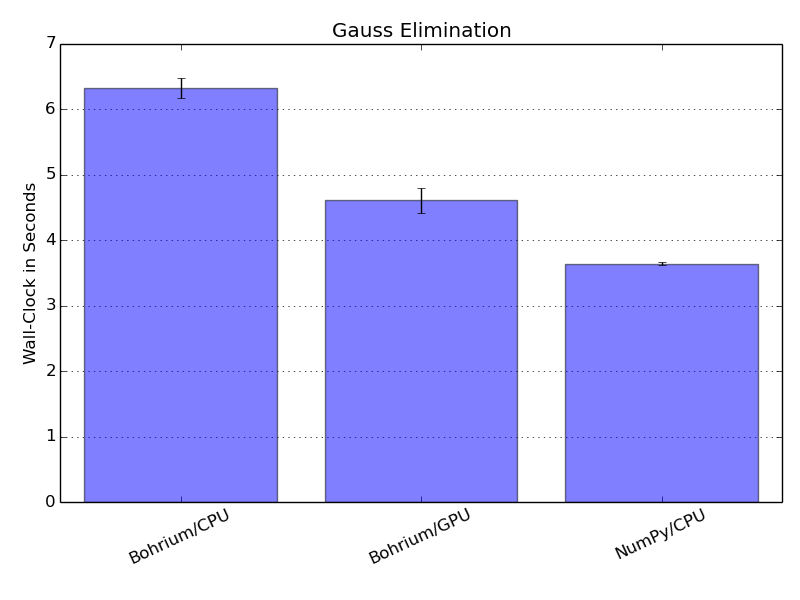 Gauss Elimination
Wall-Clock in Seconds
7
6
5
4
3
2
1
0
Bohrium/CPU
Bohrium/GPU
NumPy/CPU